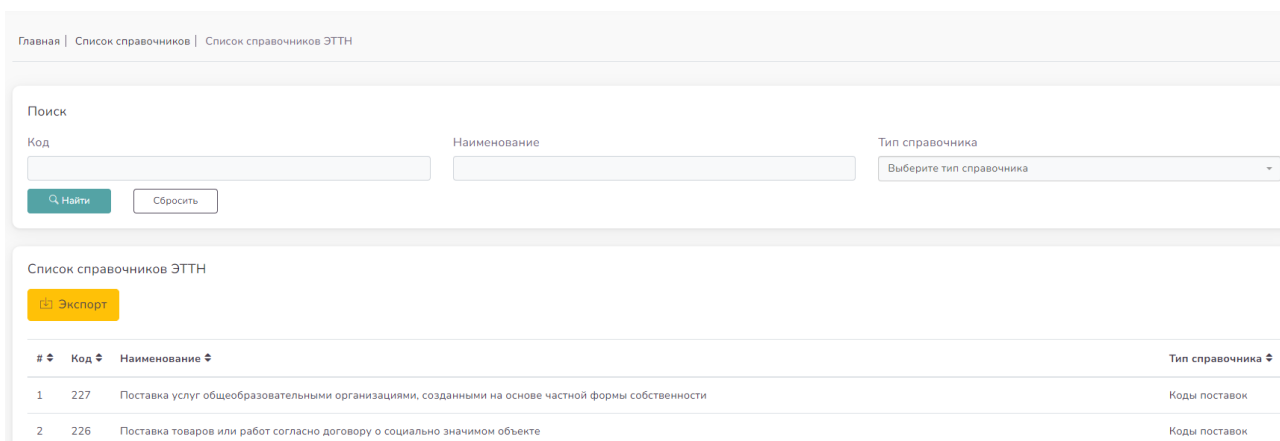 Главная | Список справочников | Список справочников ЭТТН
Поиск
Код Наименование Тип справочника
Выберите тип справочника
Найти Сбросить
Список справочников ЭТТН
Экспорт
# Код Наименование Тип справочника
1 227 Поставка услуг общеобразовательными организациями, созданными на основе частной формы собственности Коды поставок
2 226 Поставка товаров или работ согласно договору о социально значимом объекте Коды поставок